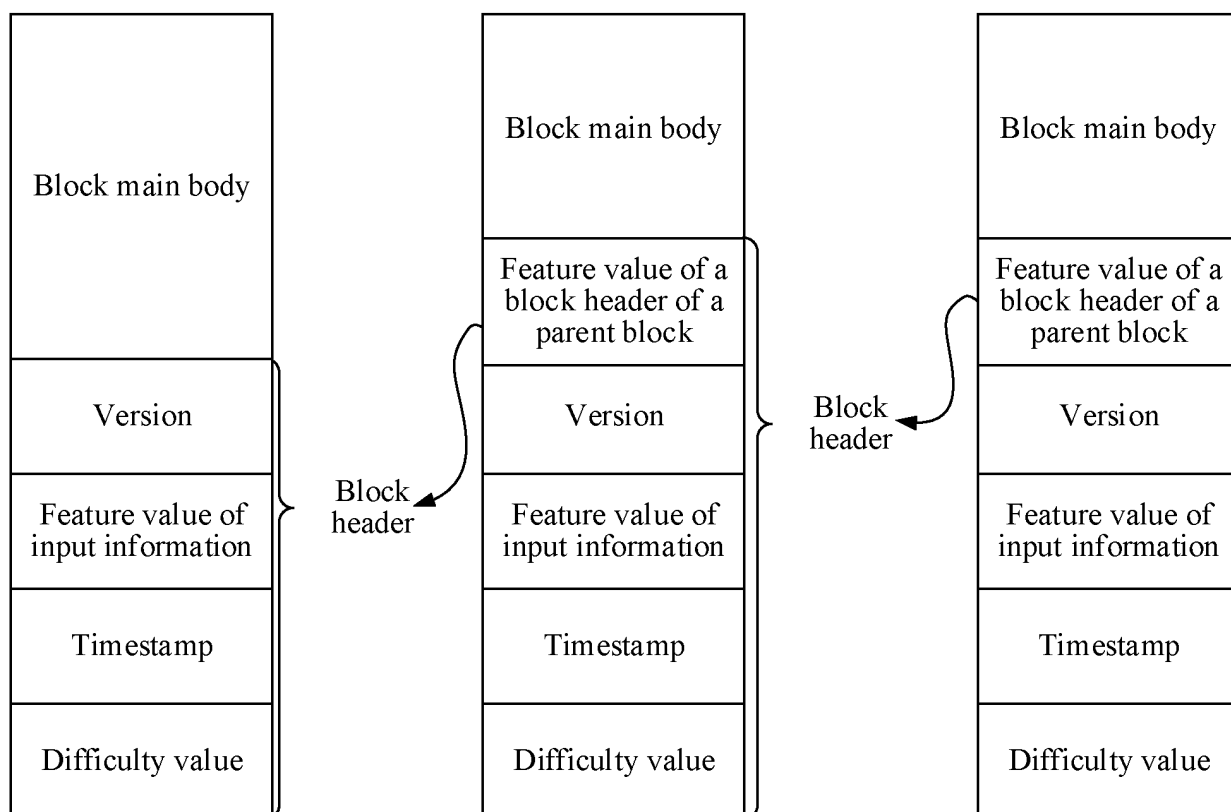 Block main body
Version
Feature value of
input information
Timestamp
Difficulty value
Block
header
Block main body
Feature value of a
block header of a
parent block
Version
Feature value of
input information
Timestamp
Difficulty value
Block
header
Block main body
Feature value of a
block header of a
parent block
Version
Feature value of
input information
Timestamp
Difficulty value